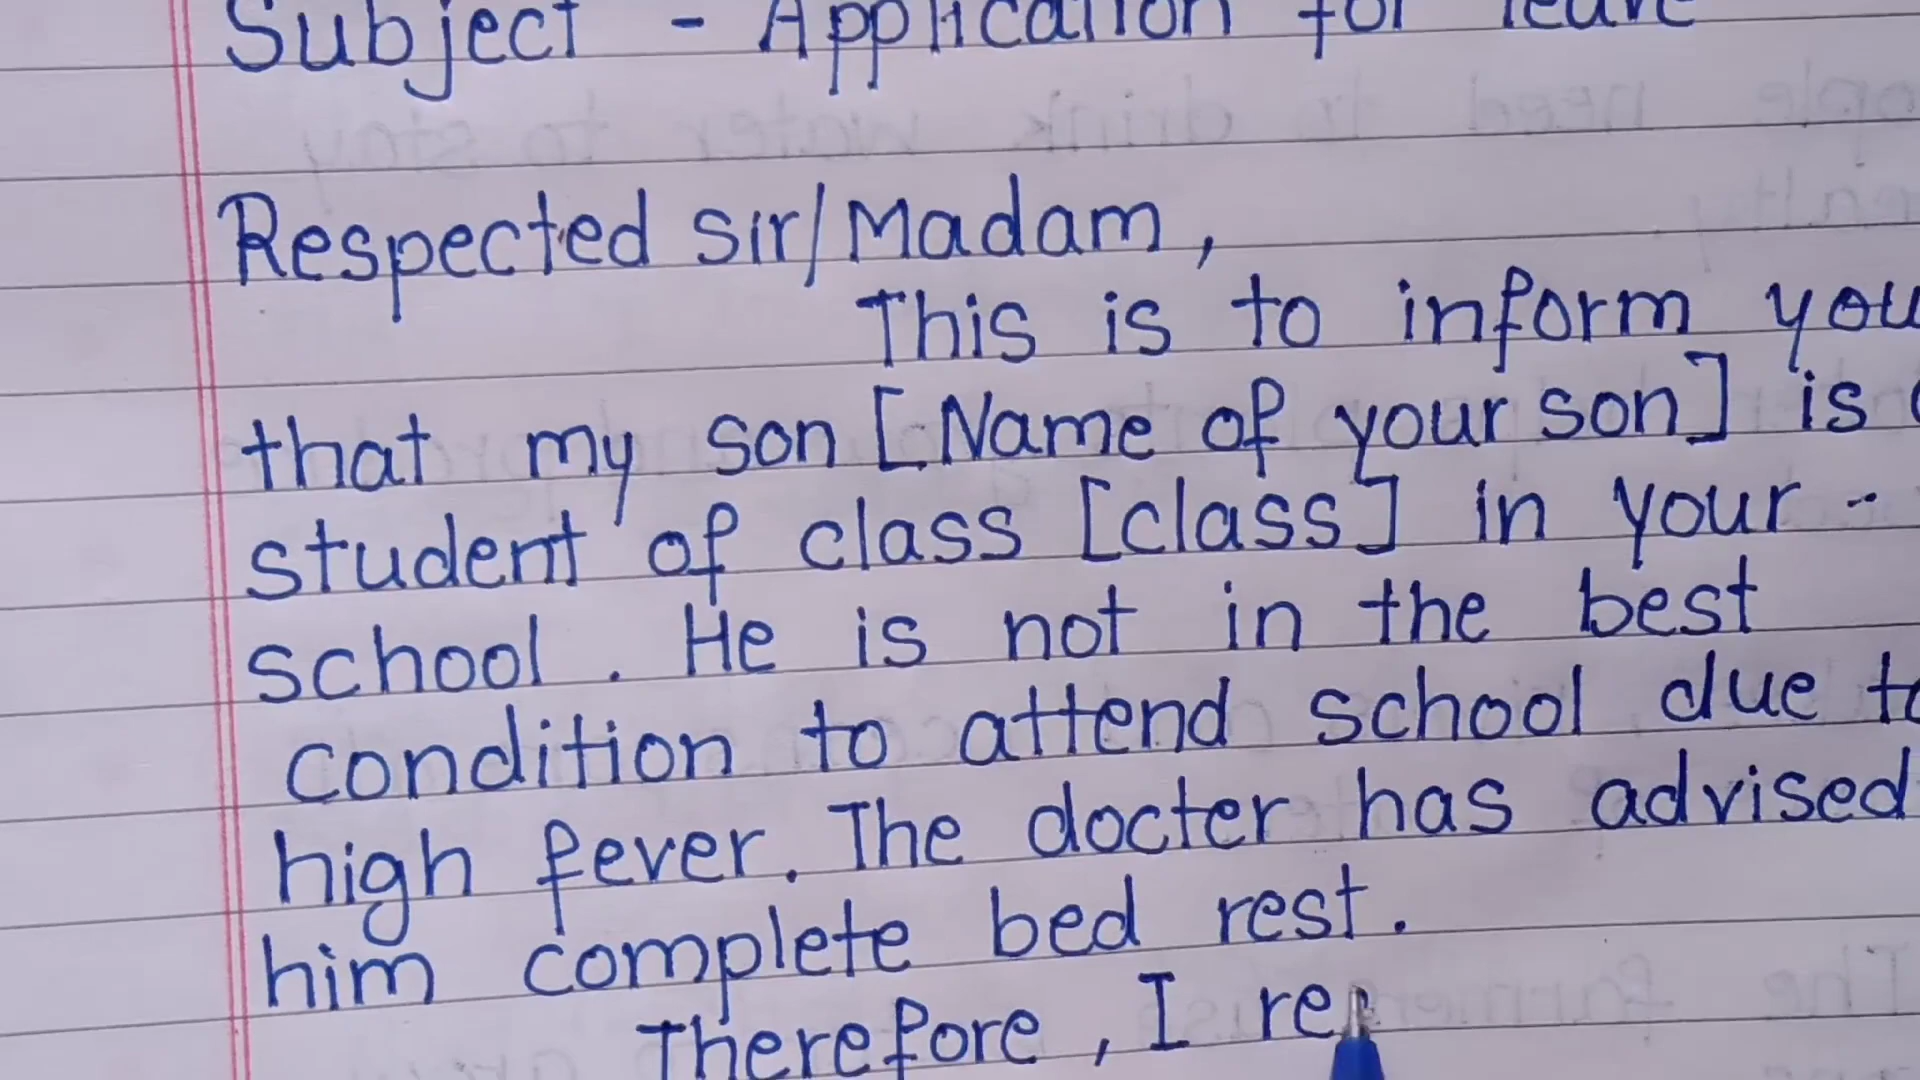 Subject - Application for leave
Respected sir/Madam,
This is to inform you
that my son [Name of your son] is
student of class [class] in your -
school. He is not in the best
condition to attend school due to
high fever. The docter has advised
him complete bed rest.
Therefore, I re